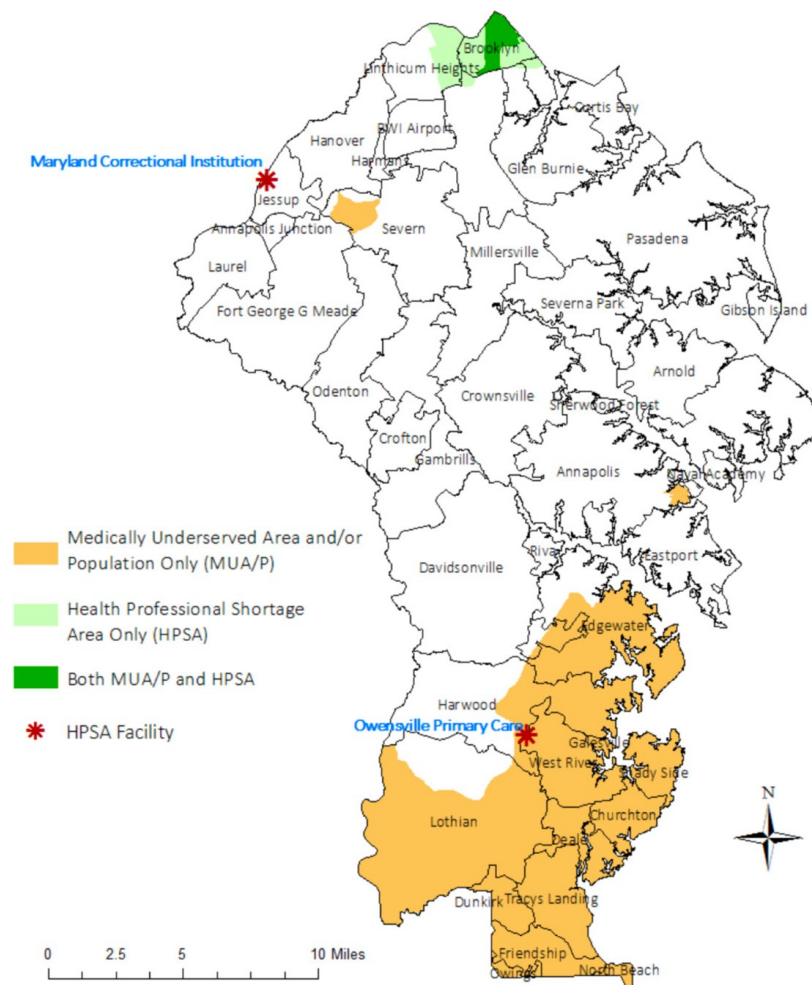 Brooklyn
Linthicum Heights
Curtis Bay
BWI Airport
Hanover
Maryland Correctional Institution
Harmans
Glen Burnie
Jessup
Annapolis Junction
Severn
Pasadena
Millersville
Laurel
Severna Park
Fort George G Meade
Gibson Island
Arnold
Odenton
Crownsville
Sherwood Forest
Crofton
Gambrills
Annapolis
Naval Academy
Medically Underserved Area and/or
Population Only (MUA/P)
Riva
Eastport
Davidsonville
Health Professional Shortage
Area Only (HPSA)
Edgewater
Both MUA/P and HPSA
Harwood
Owensville Primary Care
HPSA Facility
Galesville
West River
Shady Side
N
Churchton
Lothian
Deale
Dunkirk
Tracys Landing
Friendship
0 2.5 5 10 Miles
Owings
North Beach